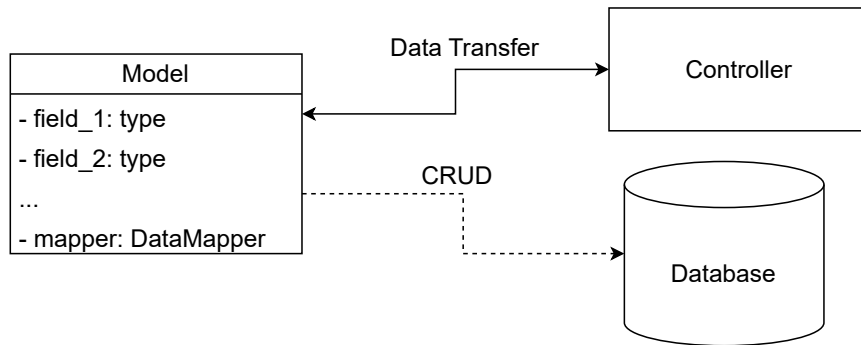 Model
- field_1: type
- field_2: type
...
- mapper: DataMapper
Data Transfer
Controller
CRUD
Database